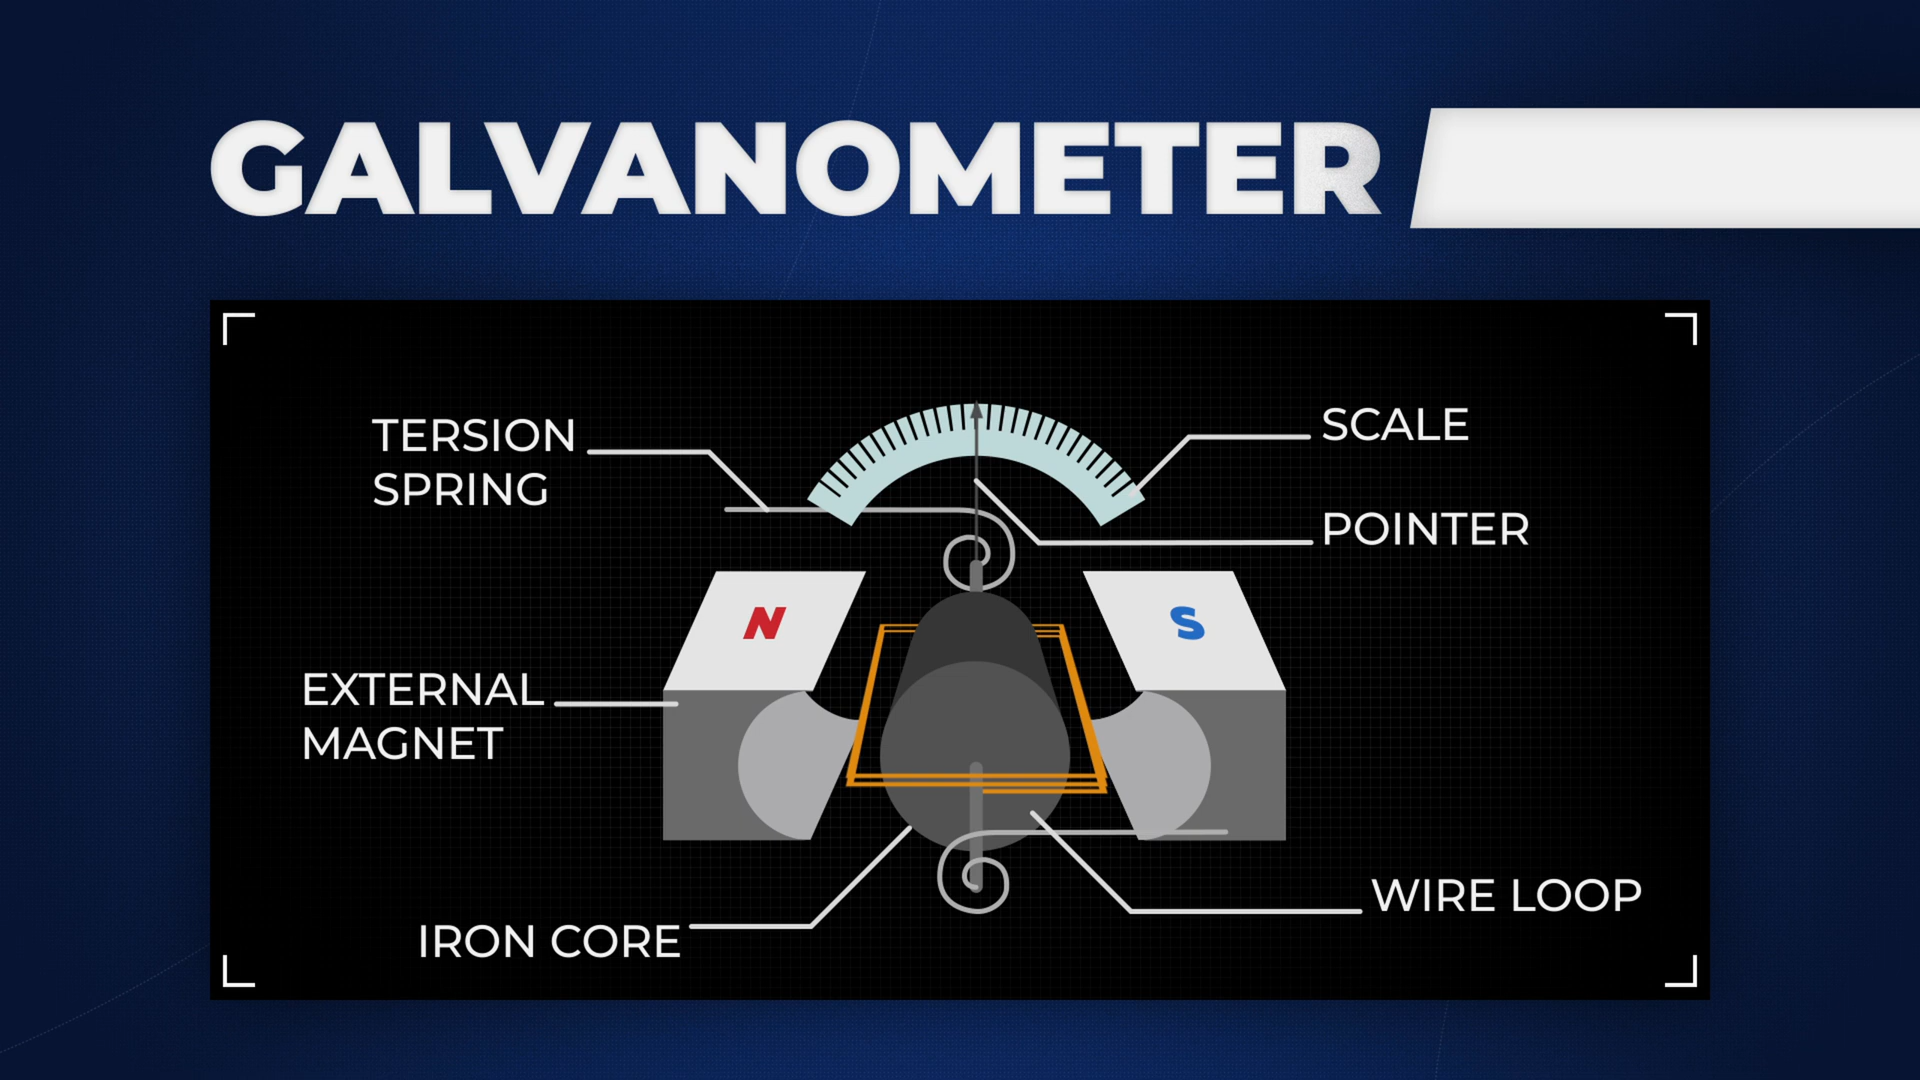 GALVANOMETER
TERSION
SPRING
SCALE
POINTER
N
S
EXTERNAL
MAGNET
WIRE LOOP
IRON CORE